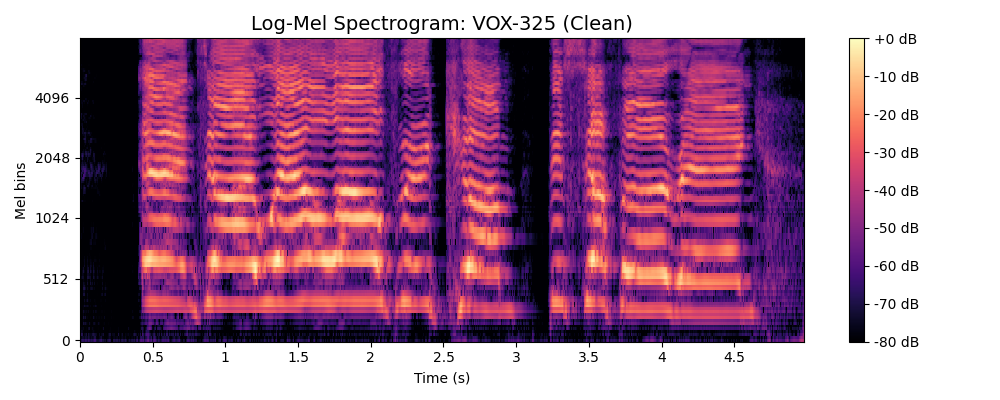 Log-Mel Spectrogram: VOX-325 (Clean)
Mel bins
4096
2048
1024
512
0
0
0.5
1
1.5
2
2.5
3
3.5
4
4.5
Time (s)
+0 dB
-10 dB
-20 dB
-30 dB
-40 dB
-50 dB
-60 dB
-70 dB
-80 dB